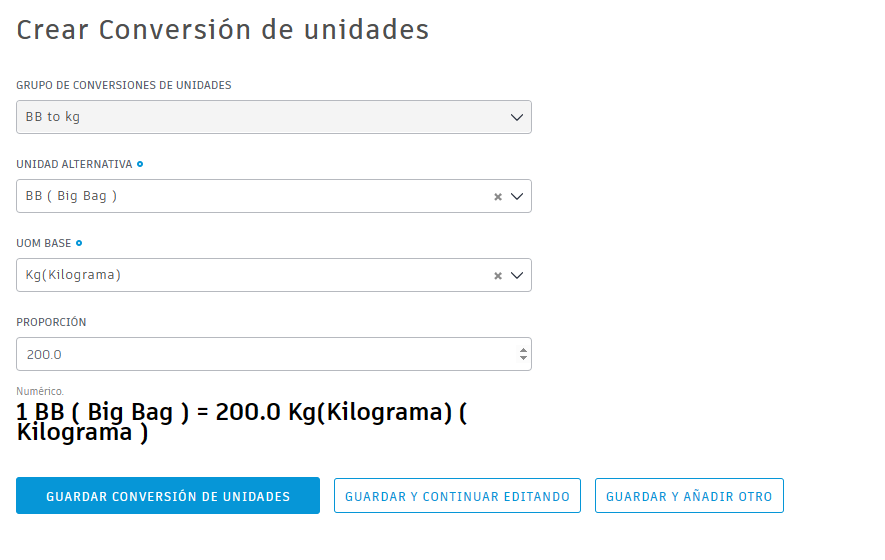 Crear Conversión de unidades
GRUPO DE CONVERSIONES DE UNIDADES
BB to kg
UNIDAD ALTERNATIVA
BB ( Big Bag )
UOM BASE
Kg(Kilograma)
PROPORCIÓN
200.0
Numérico.
1 BB ( Big Bag ) = 200.0 Kg(Kilograma) (
Kilograma )
GUARDAR CONVERSIÓN DE UNIDADES
GUARDAR Y CONTINUAR EDITANDO
GUARDAR Y AÑADIR OTRO